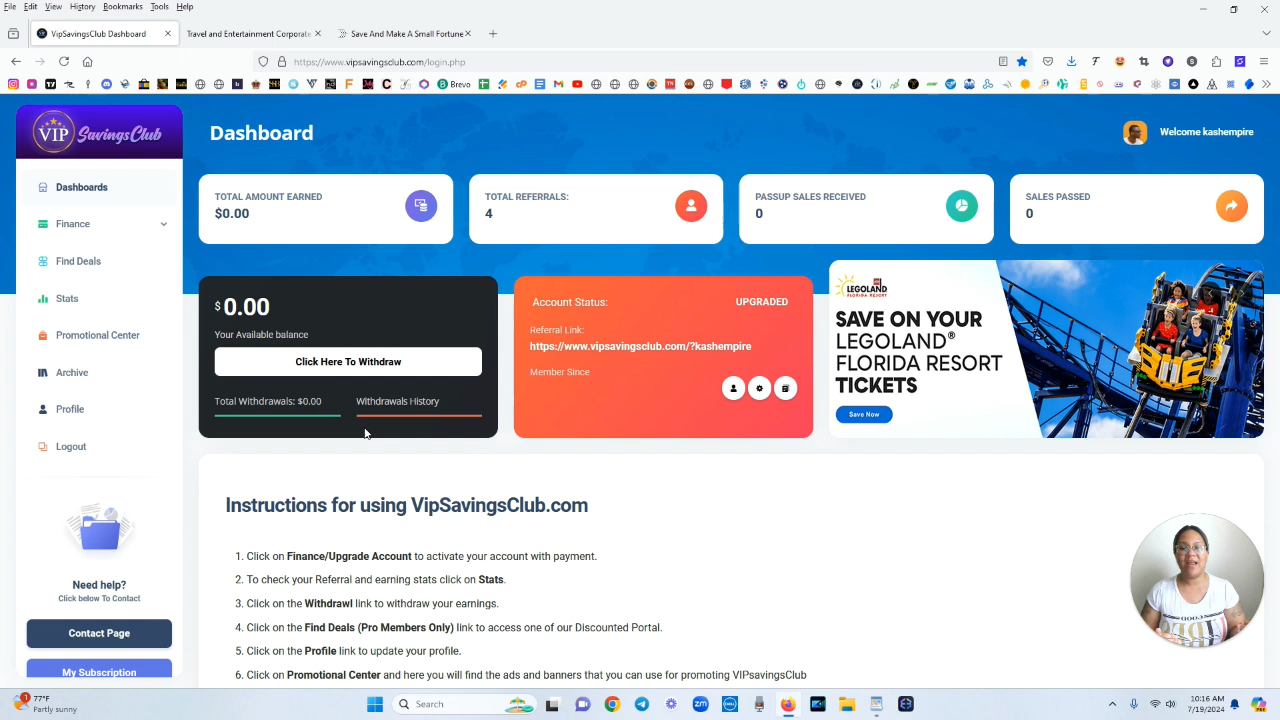 File Edit View History Bookmarks Tools Help
VipSavingsClub Dashboard
Travel and Entertainment Corporate
Save And Make A Small Fortune
https://www.vipsavingsclub.com/login.php
Brevo
VIP SavingsClub
Dashboard
Welcome kashempire
Dashboards
Finance
Find Deals
Stats
Promotional Center
Archive
Profile
Logout
Need help?
Click below To Contact
Contact Page
My Subscription
TOTAL AMOUNT EARNED
$0.00
TOTAL REFERRALS:
4
PASSUP SALES RECEIVED
0
SALES PASSED
0
$0.00
Your Available balance
Click Here To Withdraw
Total Withdrawals: $0.00
Withdrawals History
Account Status:
UPGRADED
Referral Link:
https://www.vipsavingsclub.com/?kashempire
Member Since
LEGOLAND
FLORIDA RESORT
SAVE ON YOUR
LEGOLAND®
FLORIDA RESORT
TICKETS
Save Now
Instructions for using VipSavingsClub.com
1. Click on Finance/Upgrade Account to activate your account with payment.
2. To check your Referral and earning stats click on Stats.
3. Click on the Withdrawl link to withdraw your earnings.
4. Click on the Find Deals (Pro Members Only) link to access one of our Discounted Portal.
5. Click on the Profile link to update your profile.
6. Click on Promotional Center and here you will find the ads and banners that you can use for promoting VIPsavingsClub
77°F
Partly sunny
Search
10:16 AM
7/19/2024